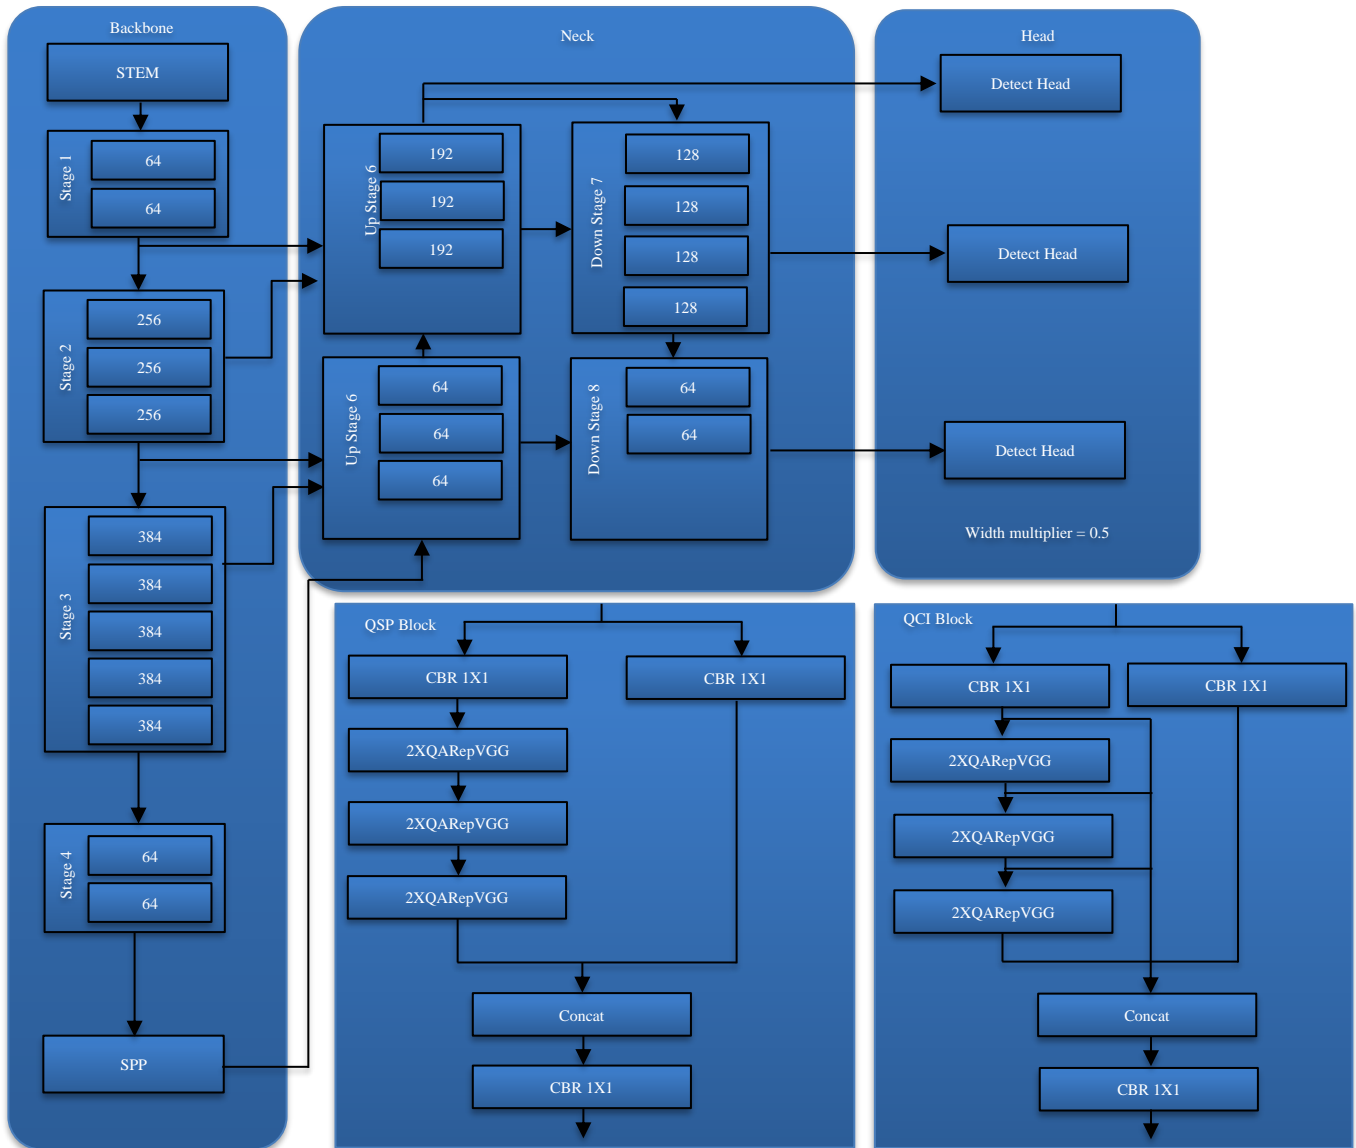 Backbone
STEM
Stage 1
64
64
Stage 2
256
256
256
Stage 3
384
384
384
384
384
Stage 4
64
64
SPP
Neck
Up Stage 6
192
192
192
Down Stage 7
128
128
128
128
Up Stage 6
64
64
64
Down Stage 8
64
64
Head
Detect Head
Detect Head
Detect Head
Width multiplier = 0.5
QSP Block
CBR 1X1
CBR 1X1
2XQARepVGG
2XQARepVGG
2XQARepVGG
Concat
CBR 1X1
QCI Block
CBR 1X1
CBR 1X1
2XQARepVGG
2XQARepVGG
2XQARepVGG
Concat
CBR 1X1